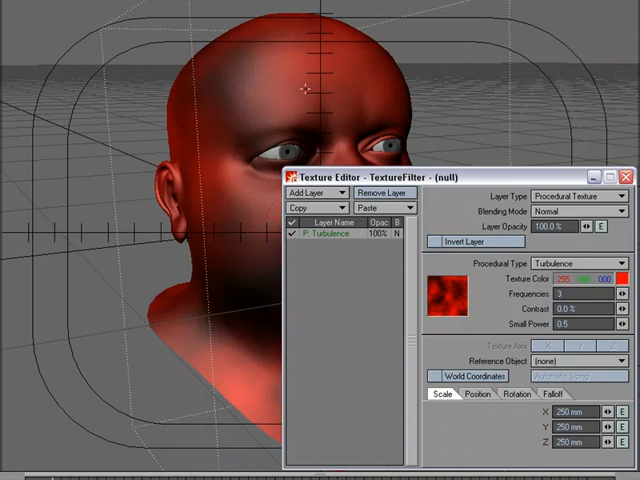 Texture Editor - TextureFilter - (null)
Add Layer
Remove Layer
Copy
Paste
Layer Name Opac B
P: Turbulence 100% N
Layer Type Procedural Texture
Blending Mode Normal
Layer Opacity 100.0 % E
Invert Layer
Procedural Type Turbulence
Texture Color 255 000 000
Frequencies 3
Contrast 0.0 %
Small Power 0.5
Texture Axis X Y Z
Reference Object (none)
World Coordinates Automatic Sizing
Scale Position Rotation Falloff
X 250 mm E
Y 250 mm E
Z 250 mm E